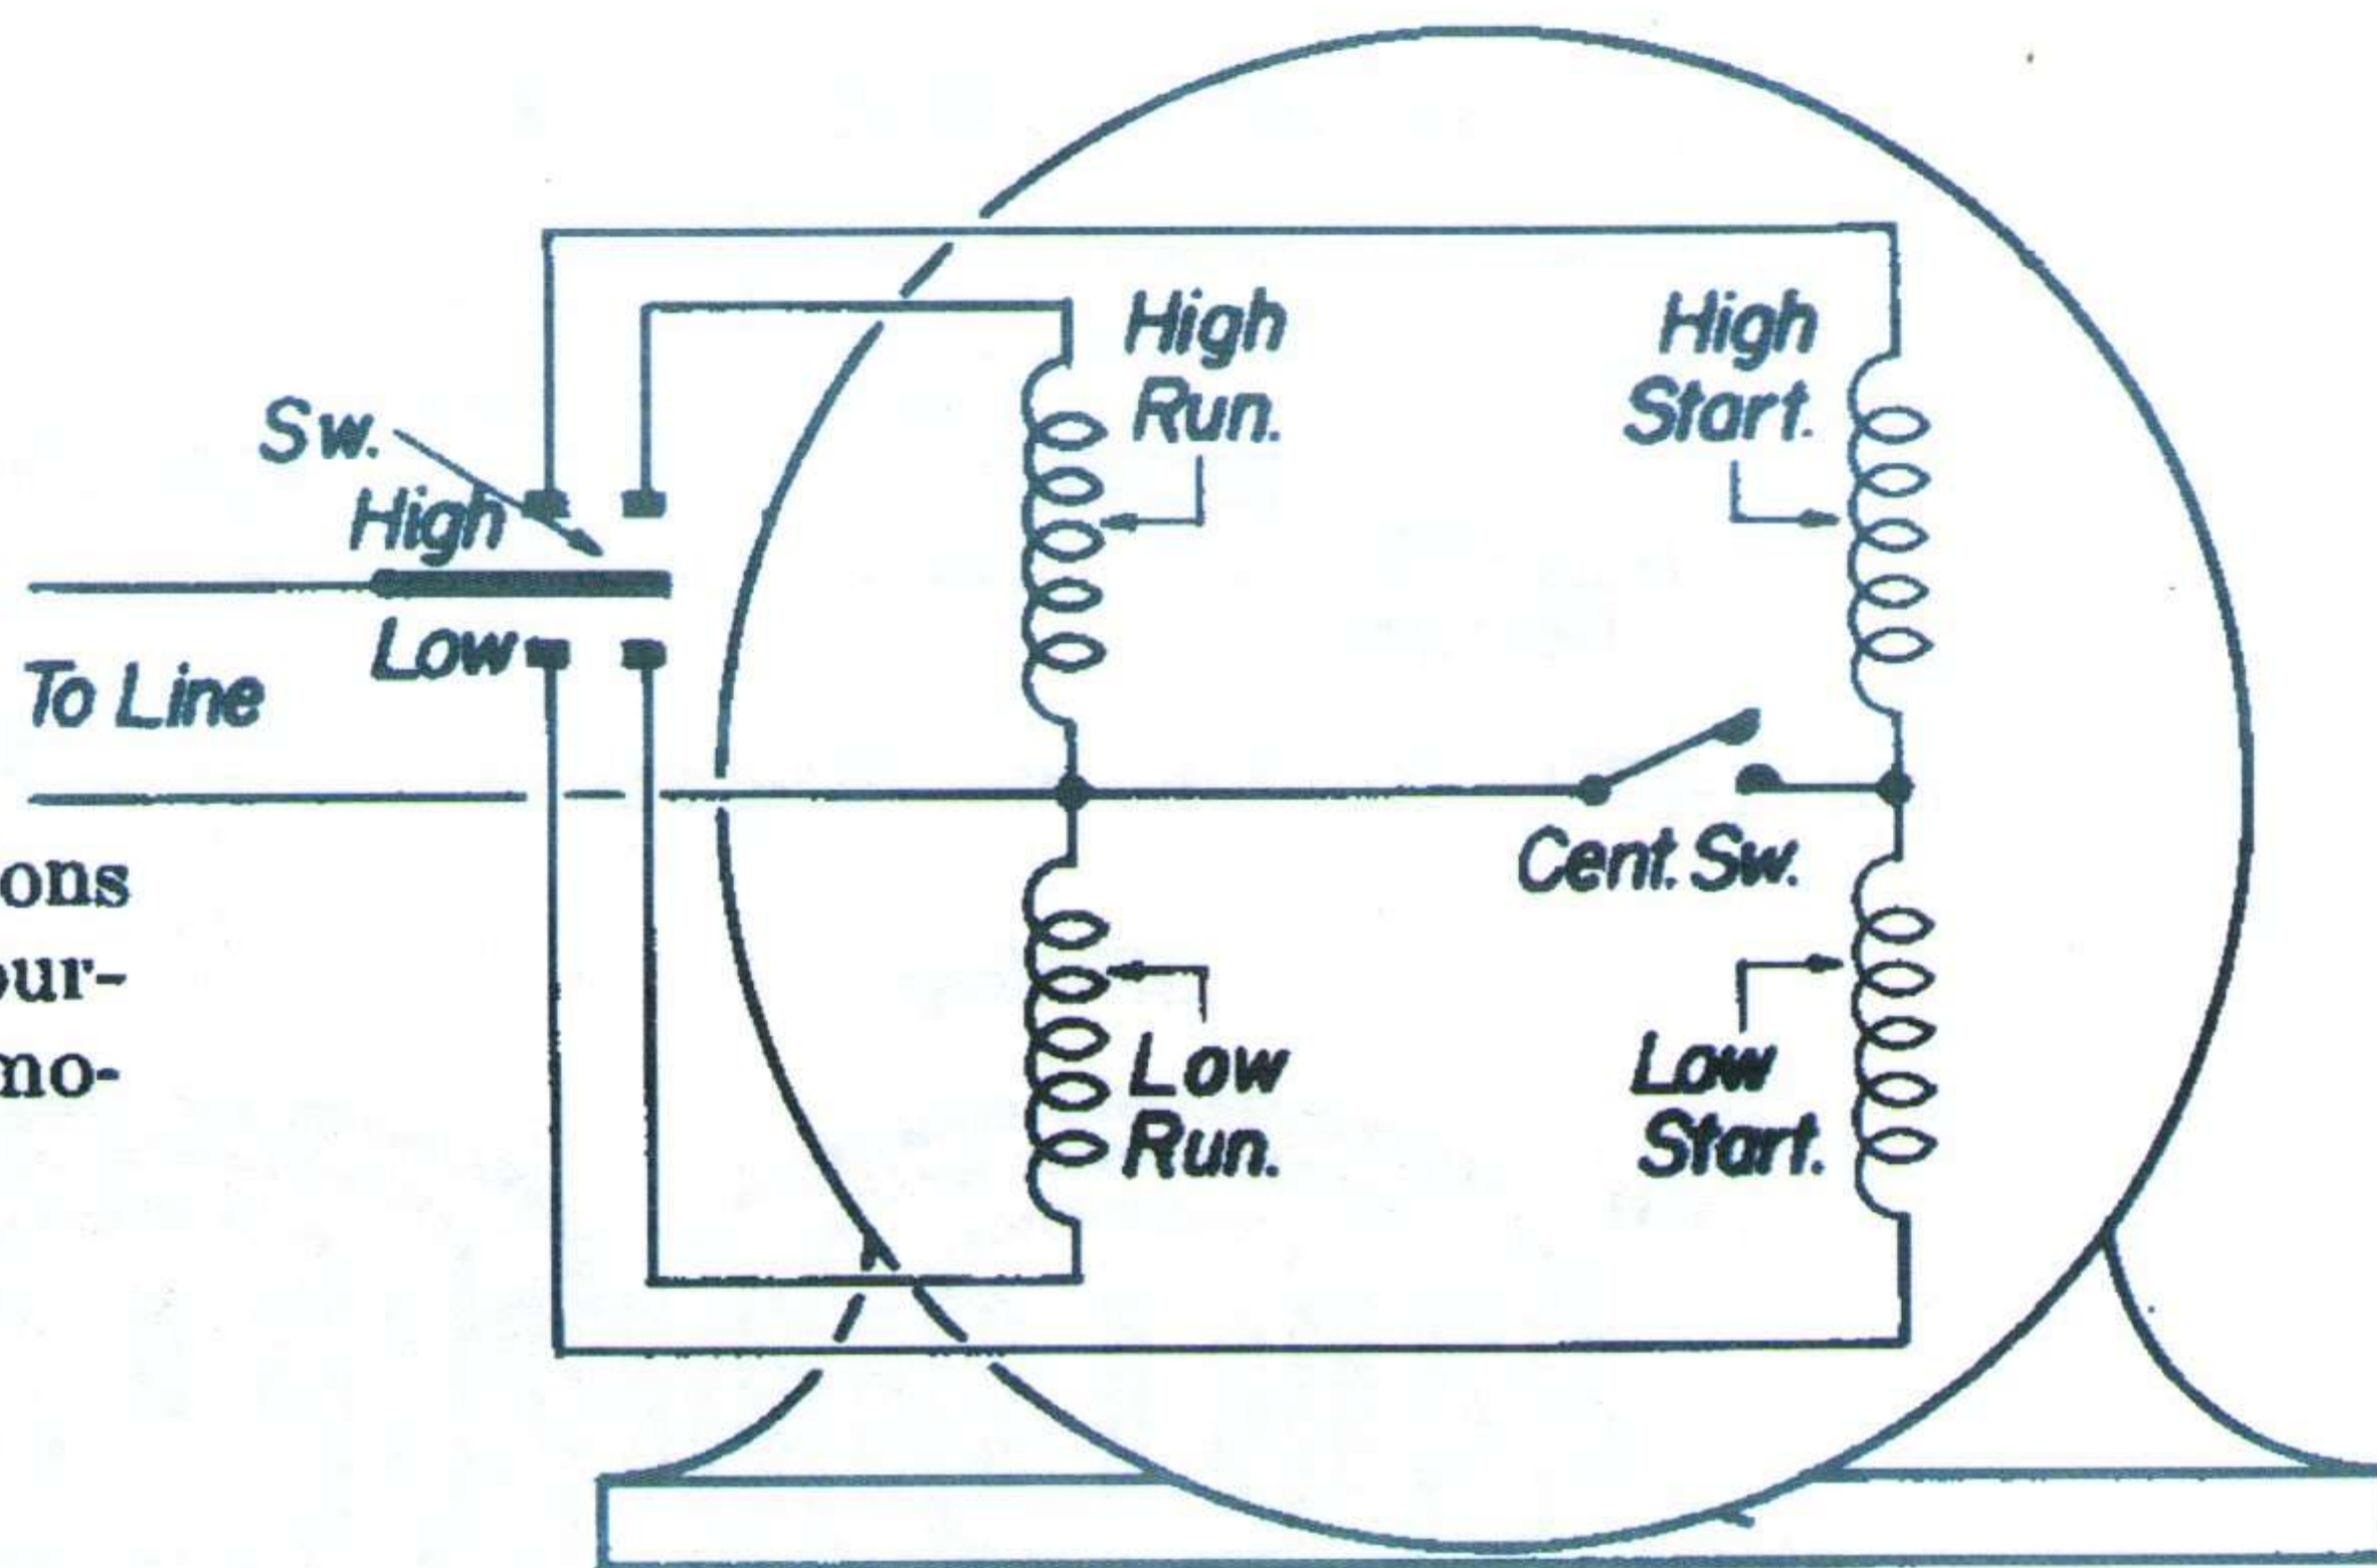 High
Run.
High
Start.
Sw.
High
Low
To Line
Cent. Sw.
ons
our-
mo-
Low
Run.
Low
Start.